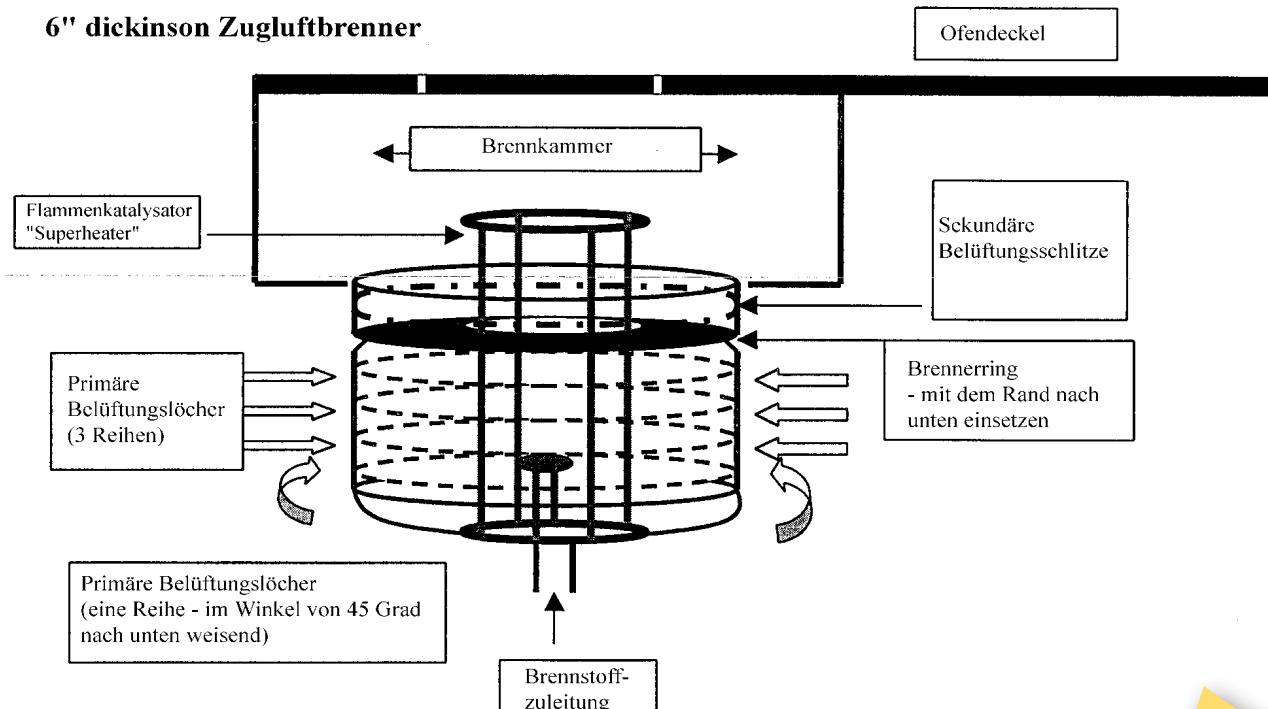 6" dickinson Zugluftbrenner
Ofendeckel
Brennkammer
Flammenkatalysator
"Superheater"
Sekundäre
Belüftungsschlitze
Primäre
Belüftungslöcher
(3 Reihen)
Brennerring
- mit dem Rand nach
unten einsetzen
Primäre Belüftungslöcher
(eine Reihe - im Winkel von 45 Grad
nach unten weisend)
Brennstoff-
zuleitung